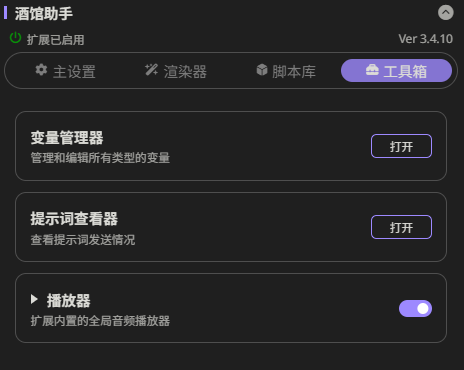 酒馆助手
扩展已启用
Ver 3.4.10
主设置
渲染器
脚本库
工具箱
变量管理器
管理和编辑所有类型的变量
打开
提示词查看器
查看提示词发送情况
打开
播放器
扩展内置的全局音频播放器